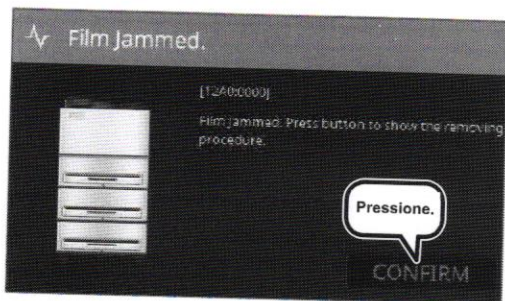 Film Jammed.
[12A0:0000]
Film Jammed. Press button to show the removing
procedure.
Pressione.
CONFIRM